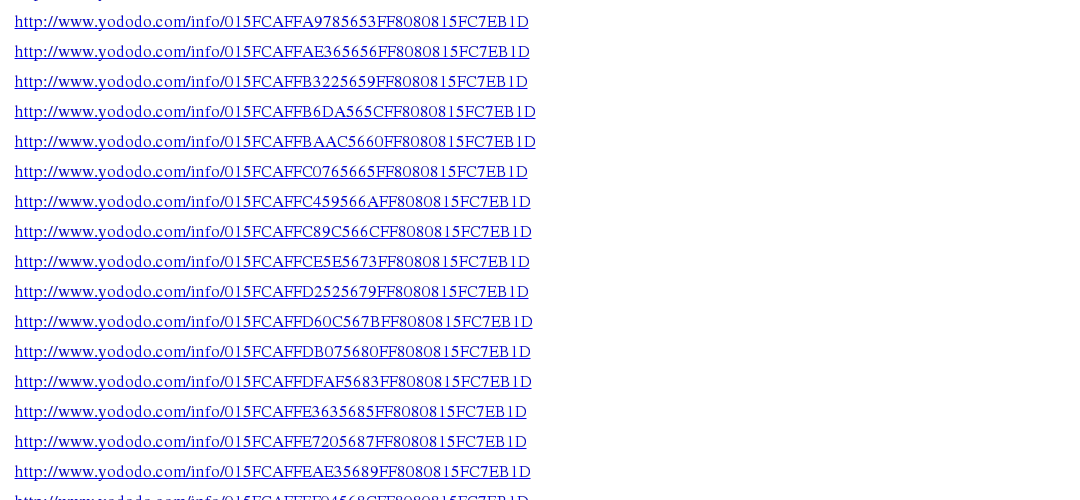 http://www.yododo.com/info/015FCAFFA9785653FF8080815FC7EB1D
http://www.yododo.com/info/015FCAFFAE365656FF8080815FC7EB1D
http://www.yododo.com/info/015FCAFFB3225659FF8080815FC7EB1D
http://www.yododo.com/info/015FCAFFB6DA565CFF8080815FC7EB1D
http://www.yododo.com/info/015FCAFFBAAC5660FF8080815FC7EB1D
http://www.yododo.com/info/015FCAFFC0765665FF8080815FC7EB1D
http://www.yododo.com/info/015FCAFFC459566AFF8080815FC7EB1D
http://www.yododo.com/info/015FCAFFC89C566CFF8080815FC7EB1D
http://www.yododo.com/info/015FCAFFCE5E5673FF8080815FC7EB1D
http://www.yododo.com/info/015FCAFFD2525679FF8080815FC7EB1D
http://www.yododo.com/info/015FCAFFD60C567BFF8080815FC7EB1D
http://www.yododo.com/info/015FCAFFDB075680FF8080815FC7EB1D
http://www.yododo.com/info/015FCAFFDFAF5683FF8080815FC7EB1D
http://www.yododo.com/info/015FCAFFE3635685FF8080815FC7EB1D
http://www.yododo.com/info/015FCAFFE7205687FF8080815FC7EB1D
http://www.yododo.com/info/015FCAFFEAE35689FF8080815FC7EB1D